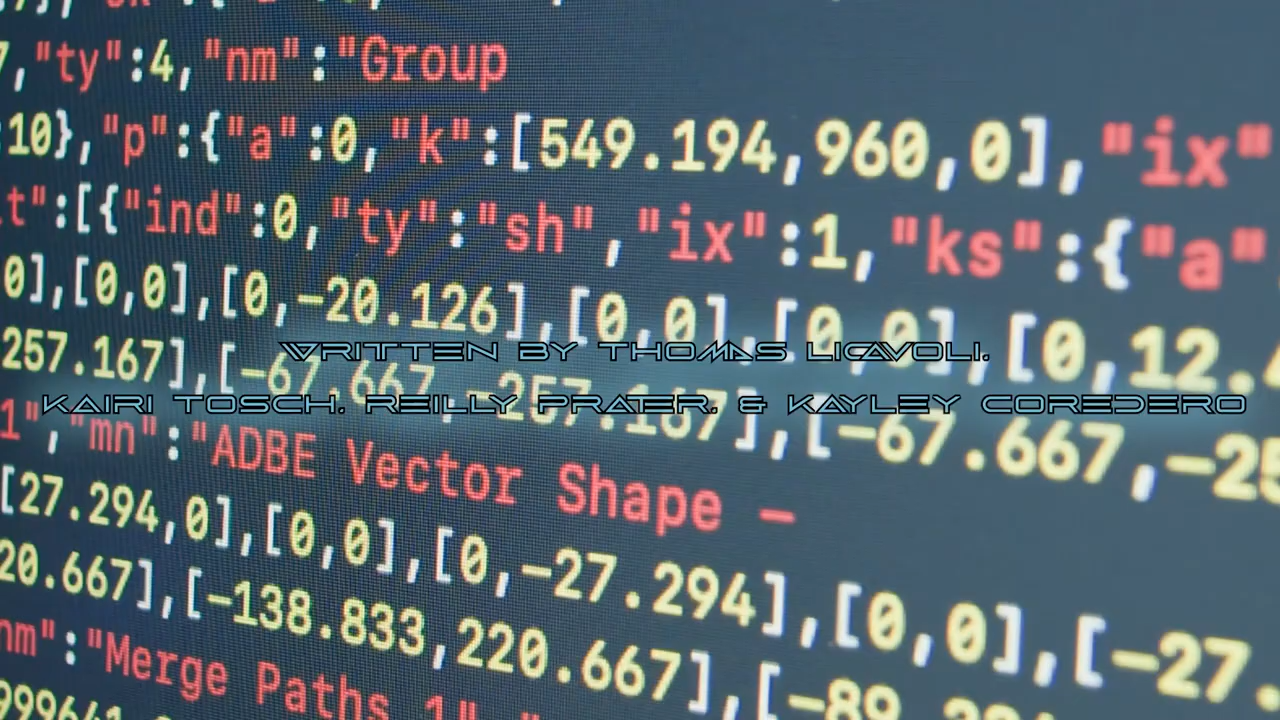 "ty":4,"nm":"Group
:10},"p":{"a":0,"k":[549.194,960,0],"ix"
t":[{"ind":0,"ty":"sh","ix":1,"ks":{"a"
0],[0,0],[0,-20.126],[0,0],[0,0],[0,12.4
WRITTEN BY THOMAS LICAVOLI,
257.167],[-67.667,-257.167],[-67.667,-25
KAIRI TOSCH, REILLY PRATER, & KAYLEY COREDERO
1","mn":"ADBE Vector Shape -
[27.294,0],[0,0],[0,-27.294],[0,0],[-27.
20.667],[-138.833,220.667],[-89.
nm":"Merge Paths 1",